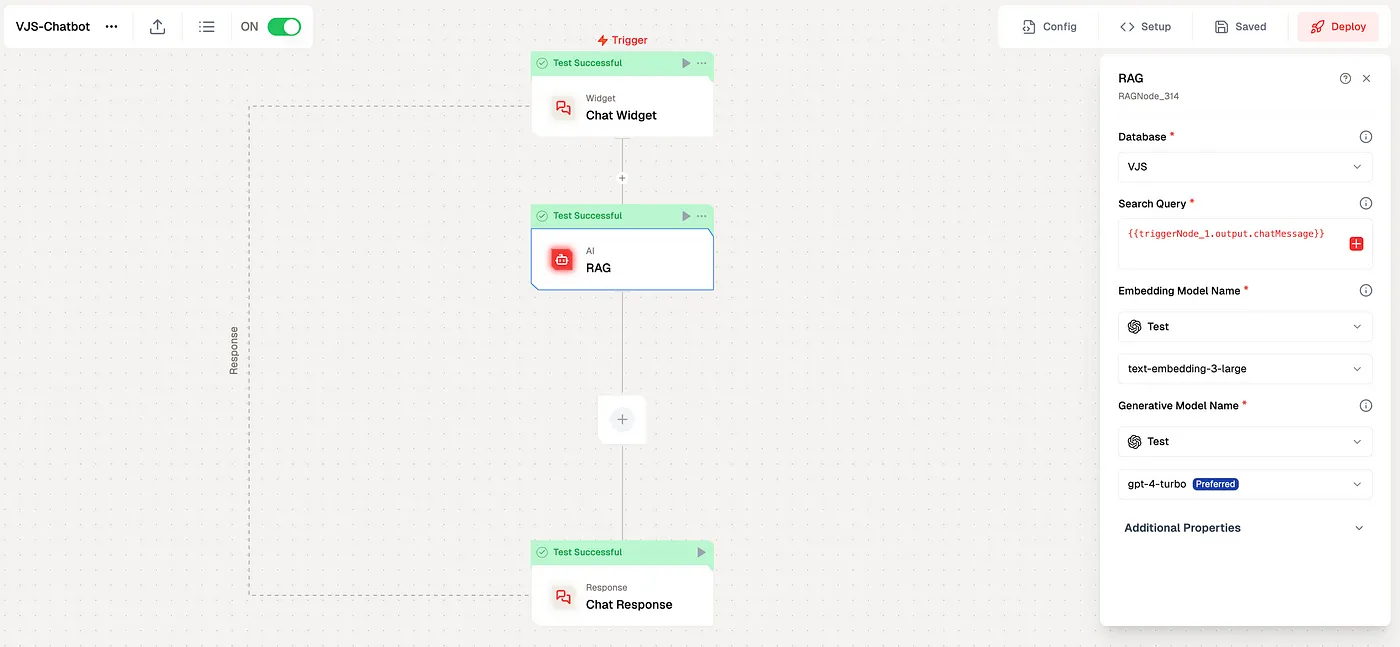 VJS-Chatbot
ON
Config
Setup
Saved
Deploy
Trigger
Test Successful
Widget
Chat Widget
Test Successful
AI
RAG
Response
Test Successful
Response
Chat Response
RAG
RAGNode_314
Database *
VJS
Search Query *
{{triggerNode_1.output.chatMessage}}
Embedding Model Name *
Test
text-embedding-3-large
Generative Model Name *
Test
gpt-4-turbo Preferred
Additional Properties